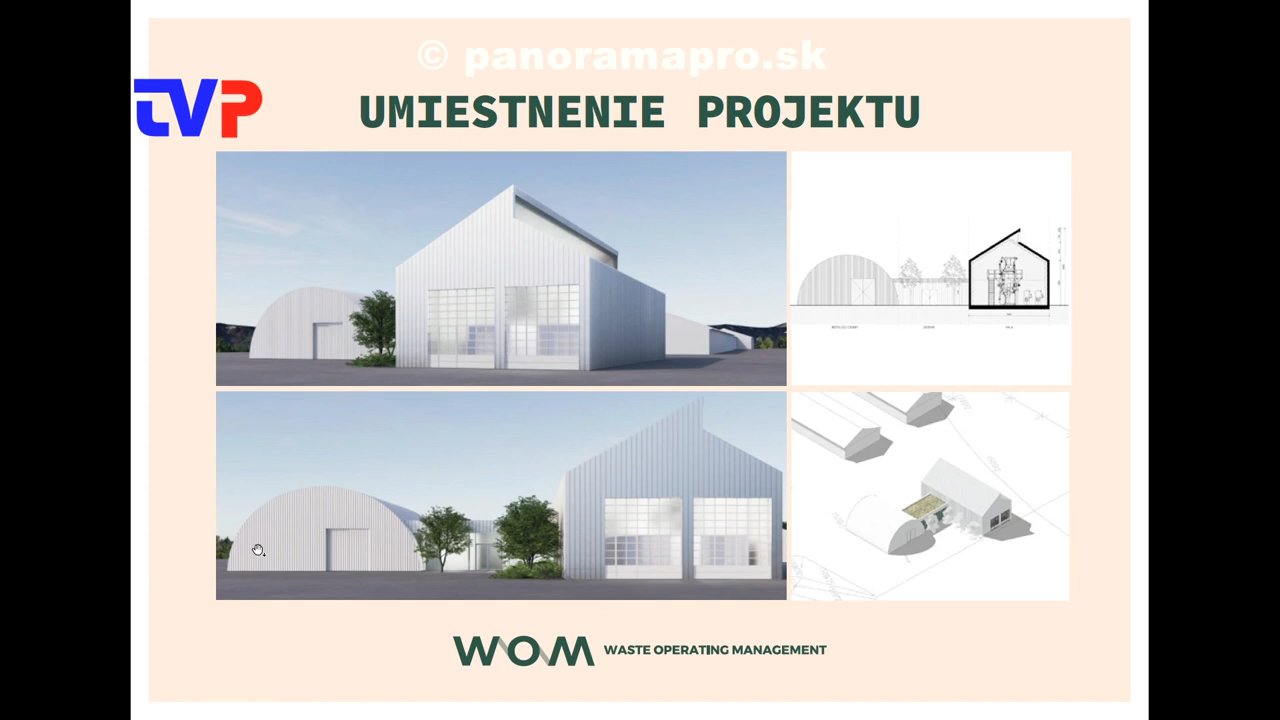 © panoramapro.sk
TVP
UMIESTNENIE PROJEKTU
WOM WASTE OPERATING MANAGEMENT